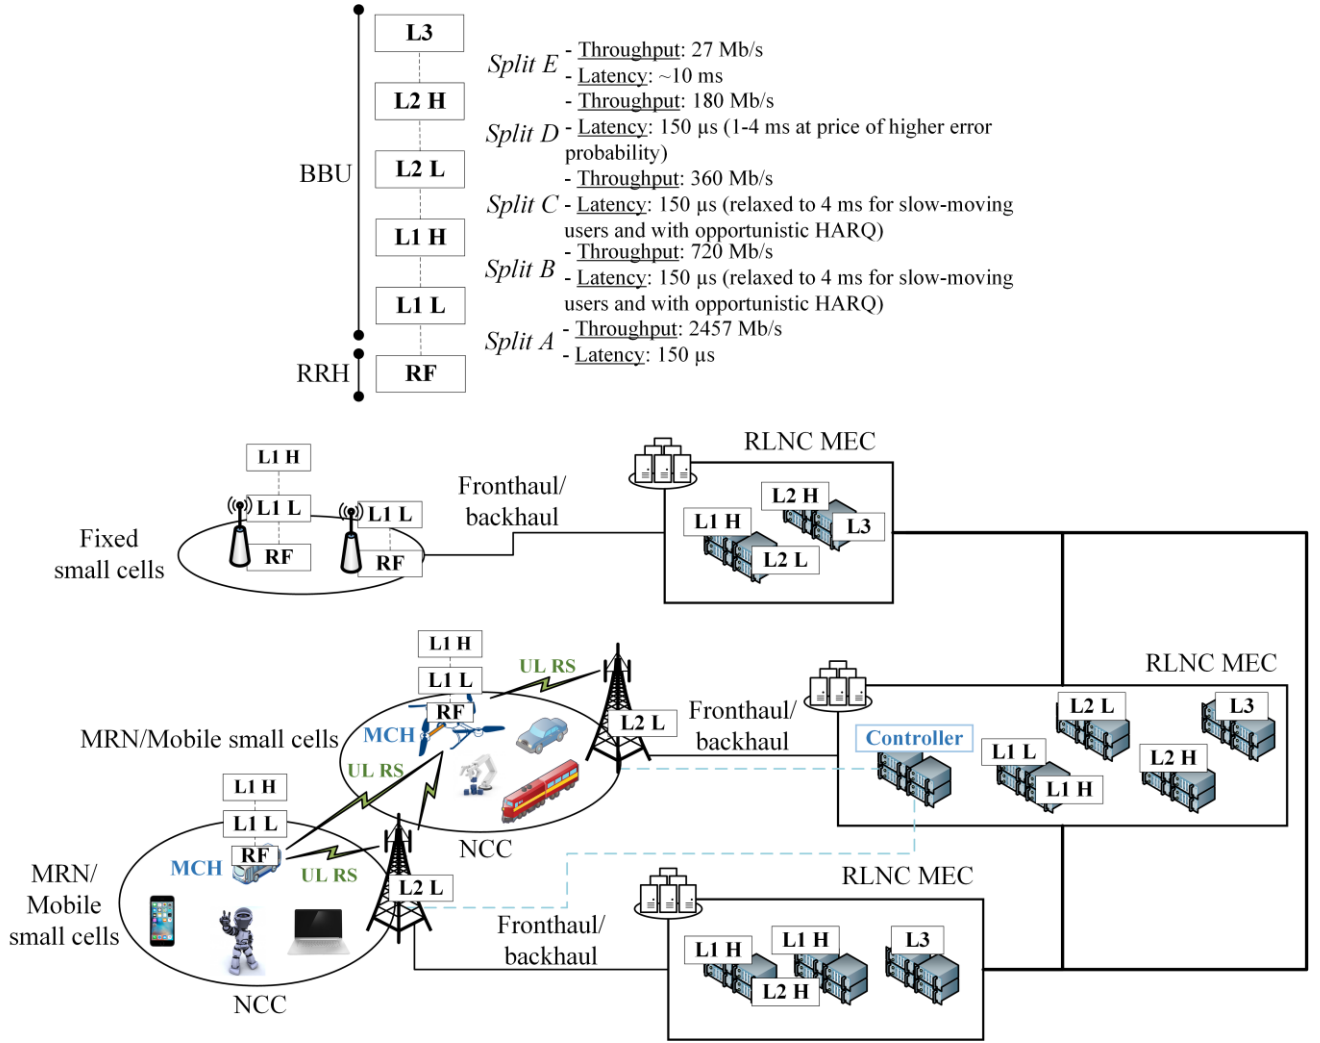 L3
Split E
- Throughput: 27 Mb/s
- Latency: ~10 ms
L2 H
Split D
- Throughput: 180 Mb/s
- Latency: 150 µs (1-4 ms at price of higher error
probability)
BBU
L2 L
Split C
- Throughput: 360 Mb/s
- Latency: 150 µs (relaxed to 4 ms for slow-moving
users and with opportunistic HARQ)
L1 H
Split B
- Throughput: 720 Mb/s
- Latency: 150 µs (relaxed to 4 ms for slow-moving
users and with opportunistic HARQ)
L1 L
Split A
- Throughput: 2457 Mb/s
- Latency: 150 µs
RRH
RF
RLNC MEC
L1 H
Fronthaul/
backhaul
L1 L
L1 L
RF
RF
Fixed
small cells
L2 H
L1 H
L3
L2 L
L1 H
UL RS
L1 L
RF
MCH
L2 L
MRN/Mobile small cells
UL RS
NCC
Fronthaul/
backhaul
RLNC MEC
Controller
L2 L
L3
L1 L
L1 H
L2 H
L1 H
L1 L
RF
MCH
UL RS
L2 L
MRN/
Mobile
small cells
NCC
Fronthaul/
backhaul
RLNC MEC
L1 H
L1 H
L3
L2 H